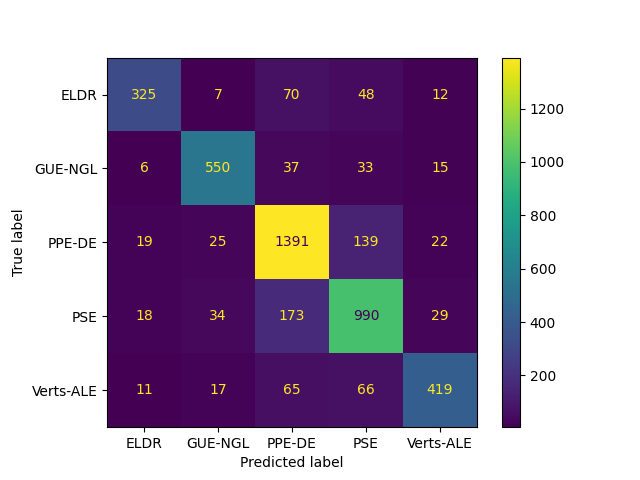 True label
ELDR 325 7 70 48 12
GUE-NGL 6 550 37 33 15
PPE-DE 19 25 1391 139 22
PSE 18 34 173 990 29
Verts-ALE 11 17 65 66 419
ELDR GUE-NGL PPE-DE PSE Verts-ALE
Predicted label
1200
1000
800
600
400
200